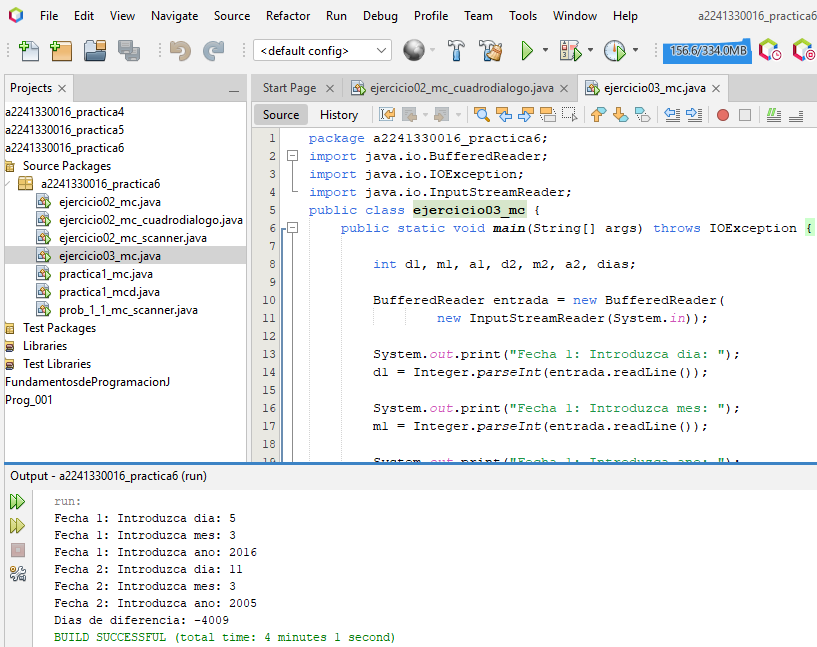 File Edit View Navigate Source Refactor Run Debug Profile Team Tools Window Help a2241330016_practica6
<default config> 156.6/334.0MB
Projects
Start Page ejercicio02_mc_cuadrodialogo.java ejercicio03_mc.java
a2241330016_practica4
a2241330016_practica5
a2241330016_practica6
Source Packages
a2241330016_practica6
ejercicio02_mc.java
ejercicio02_mc_cuadrodialogo.java
ejercicio02_mc_scanner.java
ejercicio03_mc.java
practica1_mc.java
practica1_mcd.java
prob_1_1_mc_scanner.java
Test Packages
Libraries
Test Libraries
FundamentosdeProgramacionJ
Prog_001
Source History
1 package a2241330016_practica6;
2 import java.io.BufferedReader;
3 import java.io.IOException;
4 import java.io.InputStreamReader;
5 public class ejercicio03_mc {
6 public static void main(String[] args) throws IOException {
7
8 int d1, m1, a1, d2, m2, a2, dias;
9
10 BufferedReader entrada = new BufferedReader(
11 new InputStreamReader(System.in));
12
13 System.out.print("Fecha 1: Introduzca dia: ");
14 d1 = Integer.parseInt(entrada.readLine());
15
16 System.out.print("Fecha 1: Introduzca mes: ");
17 m1 = Integer.parseInt(entrada.readLine());
18
19 System.out.print("Fecha 1: Introduzca ano: ");
Output - a2241330016_practica6 (run)
run:
Fecha 1: Introduzca dia: 5
Fecha 1: Introduzca mes: 3
Fecha 1: Introduzca ano: 2016
Fecha 2: Introduzca dia: 11
Fecha 2: Introduzca mes: 3
Fecha 2: Introduzca ano: 2005
Dias de diferencia: -4009
BUILD SUCCESSFUL (total time: 4 minutes 1 second)